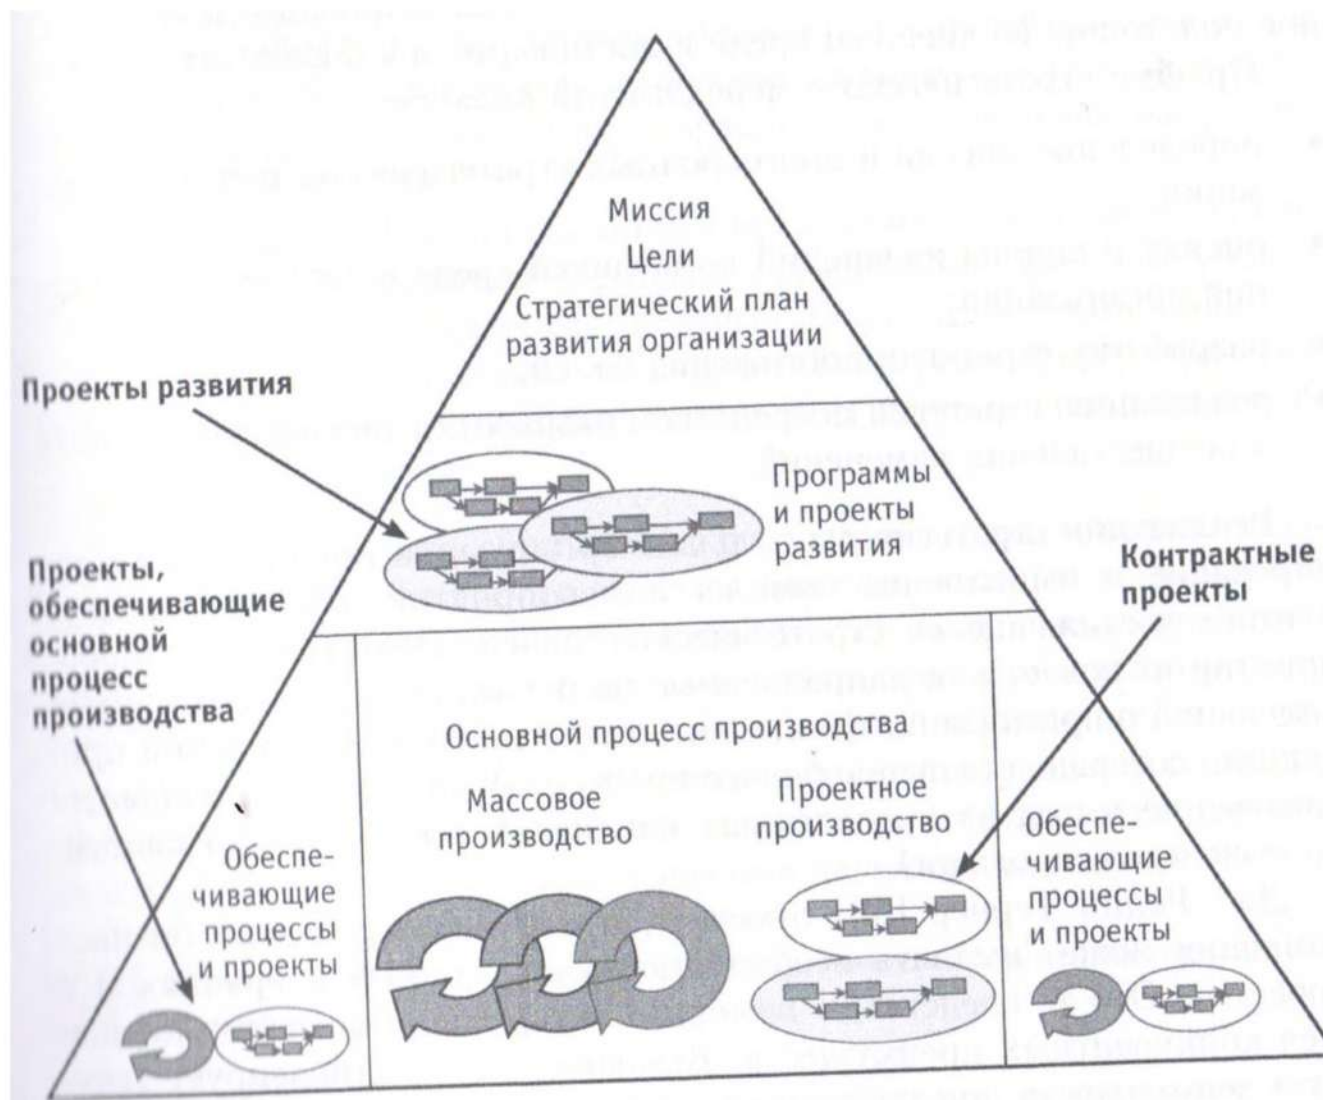 Миссия
Цели
Стратегический план
развития организации
Проекты развития
Программы
и проекты
развития
Контрактные
проекты
Проекты,
обеспечивающие
основной
процесс
производства
Основной процесс производства
Массовое
производство
Проектное
производство
Обеспе-
чивающие
процессы
и проекты
Обеспе-
чивающие
процессы
и проекты